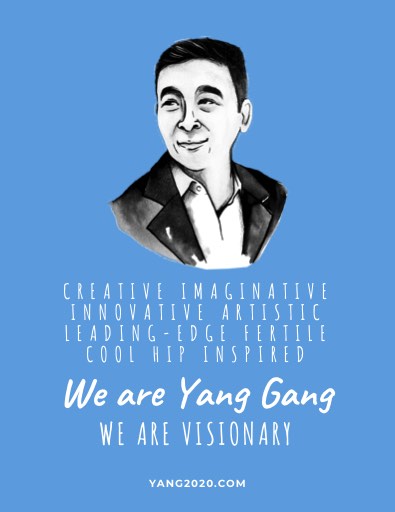 CREATIVE IMAGINATIVE
INNOVATIVE ARTISTIC
LEADING-EDGE FERTILE
COOL HIP INSPIRED
We are Yang Gang
WE ARE VISIONARY
YANG2020.COM